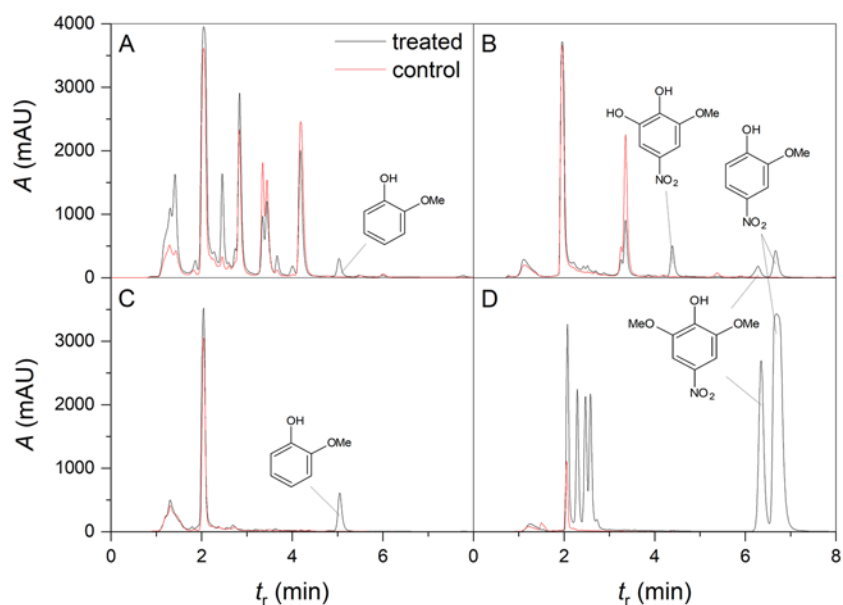 A (mAU)
4000
3000
2000
1000
0
A
treated
control
OH
OMe
B
OH
HO
OMe
NO2
OH
OMe
NO2
A (mAU)
3000
2000
1000
0
C
OH
OMe
D
OH
MeO
OMe
NO2
0
2
4
6
0
2
4
6
8
tr (min)
tr (min)